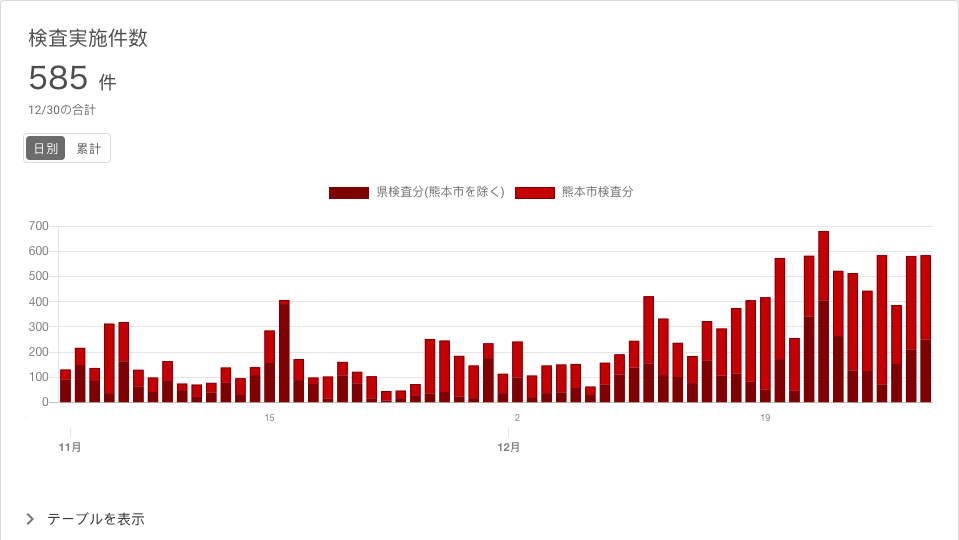 検査実施件数
585 件
12/30の合計
日別 累計
県検査分(熊本市を除く) 熊本市検査分
700
600
500
400
300
200
100
0
15 2 19
11月 12月
テーブルを表示